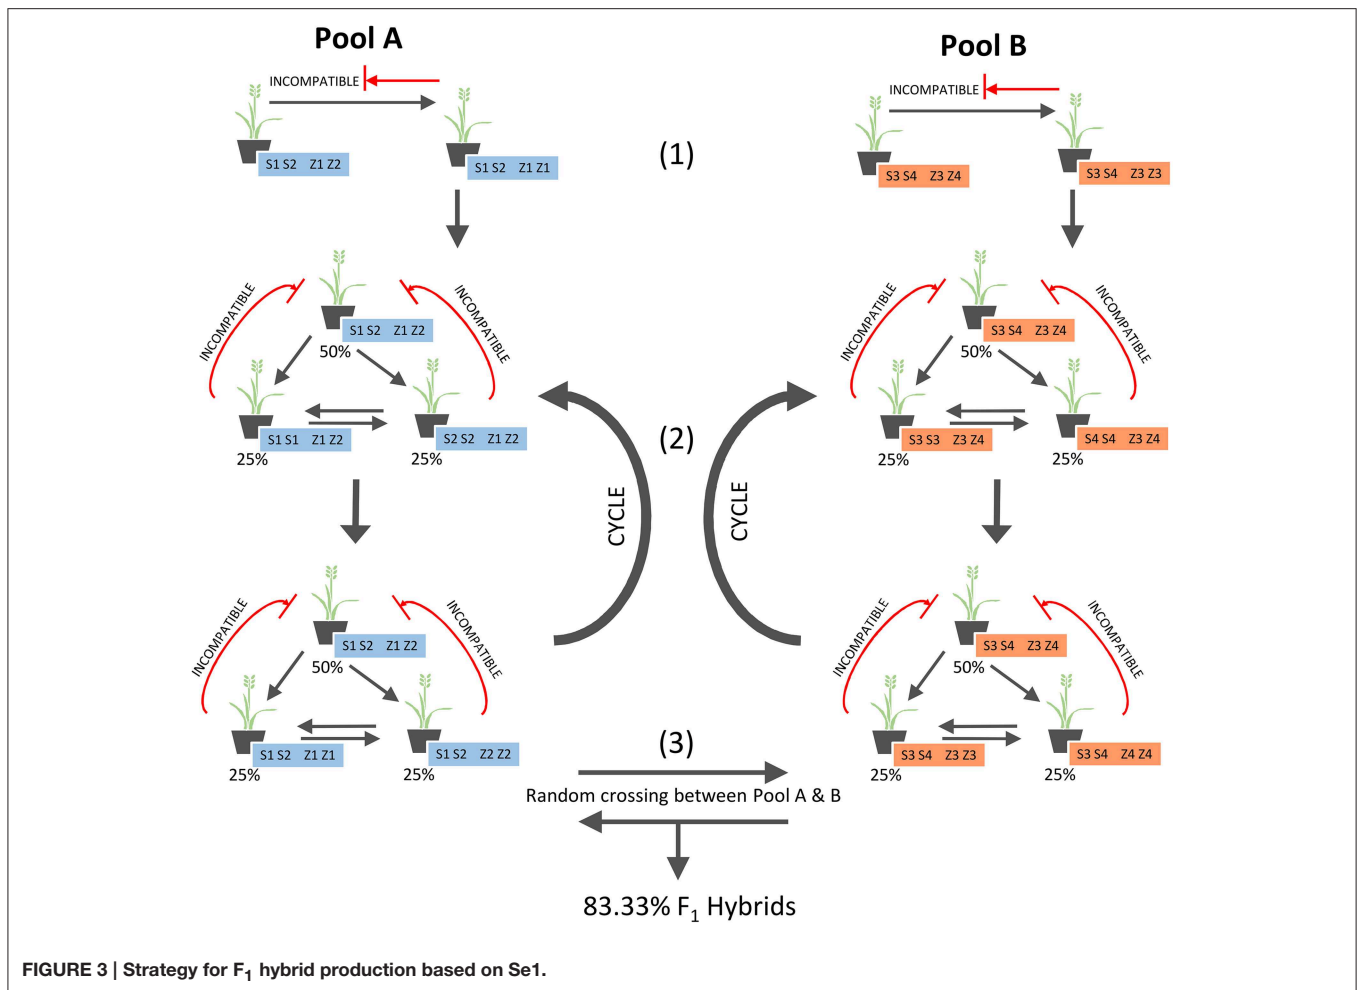 Pool A
Pool B
INCOMPATIBLE
INCOMPATIBLE
S1 S2 Z1 Z2
S1 S2 Z1 Z1
(1)
S3 S4 Z3 Z4
S3 S4 Z3 Z3
INCOMPATIBLE
INCOMPATIBLE
S1 S2 Z1 Z2
50%
INCOMPATIBLE
INCOMPATIBLE
S3 S4 Z3 Z4
50%
S1 S1 Z1 Z2
25%
S2 S2 Z1 Z2
25%
(2)
S3 S3 Z3 Z4
25%
S4 S4 Z3 Z4
25%
CYCLE
CYCLE
INCOMPATIBLE
INCOMPATIBLE
S1 S2 Z1 Z2
50%
INCOMPATIBLE
INCOMPATIBLE
S3 S4 Z3 Z4
50%
S1 S2 Z1 Z1
25%
S1 S2 Z2 Z2
25%
(3)
S3 S4 Z3 Z3
25%
S3 S4 Z4 Z4
25%
Random crossing between Pool A & B
83.33% F1 Hybrids
FIGURE 3 | Strategy for F1 hybrid production based on Se1.